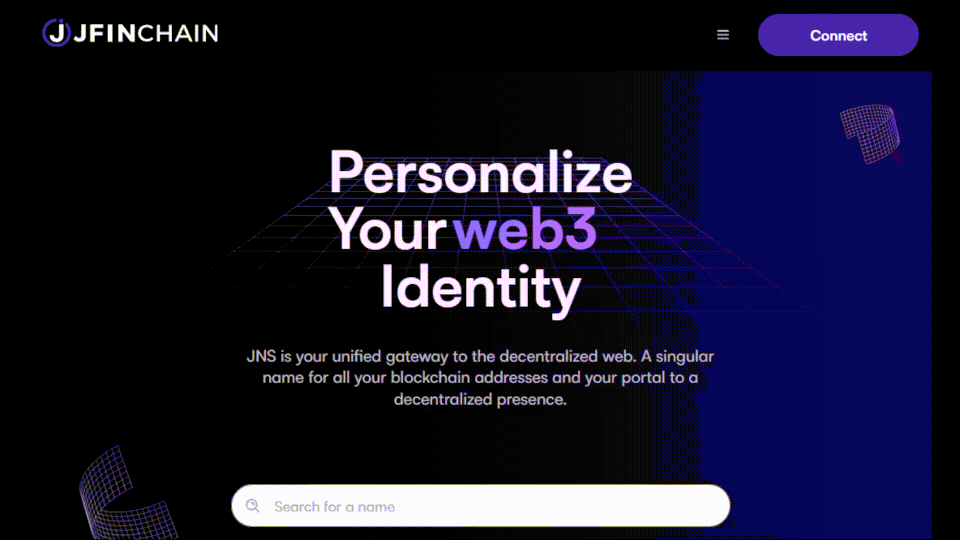 JFINCHAIN
Connect
Personalize
Your web3
Identity
JNS is your unified gateway to the decentralized web. A singular
name for all your blockchain addresses and your portal to a
decentralized presence.
Search for a name